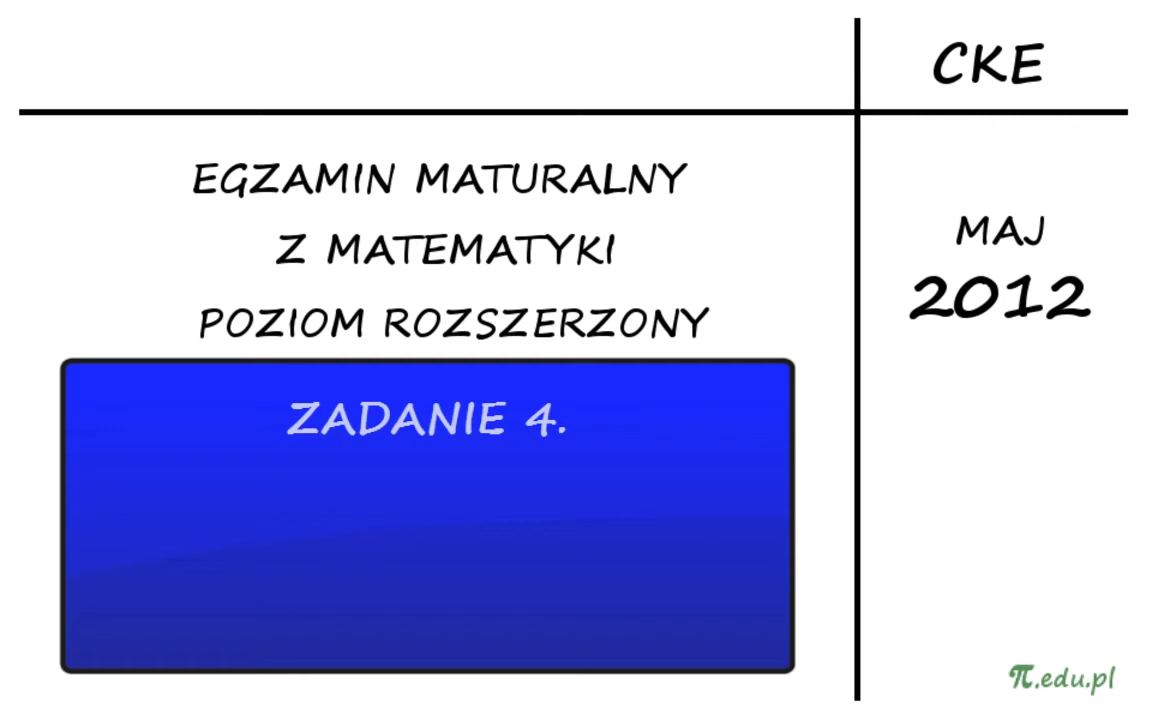 CKE
EGZAMIN MATURALNY
Z MATEMATYKI
POZIOM ROZSZERZONY
MAJ
2012
ZADANIE 4.
π.edu.pl